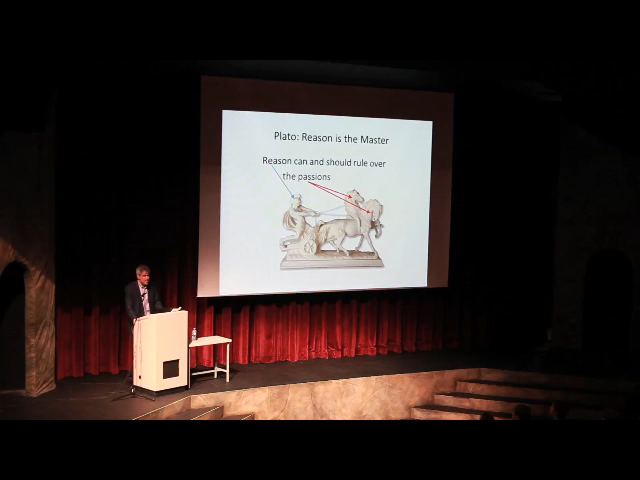 Plato: Reason is the Master
Reason can and should rule over
the passions